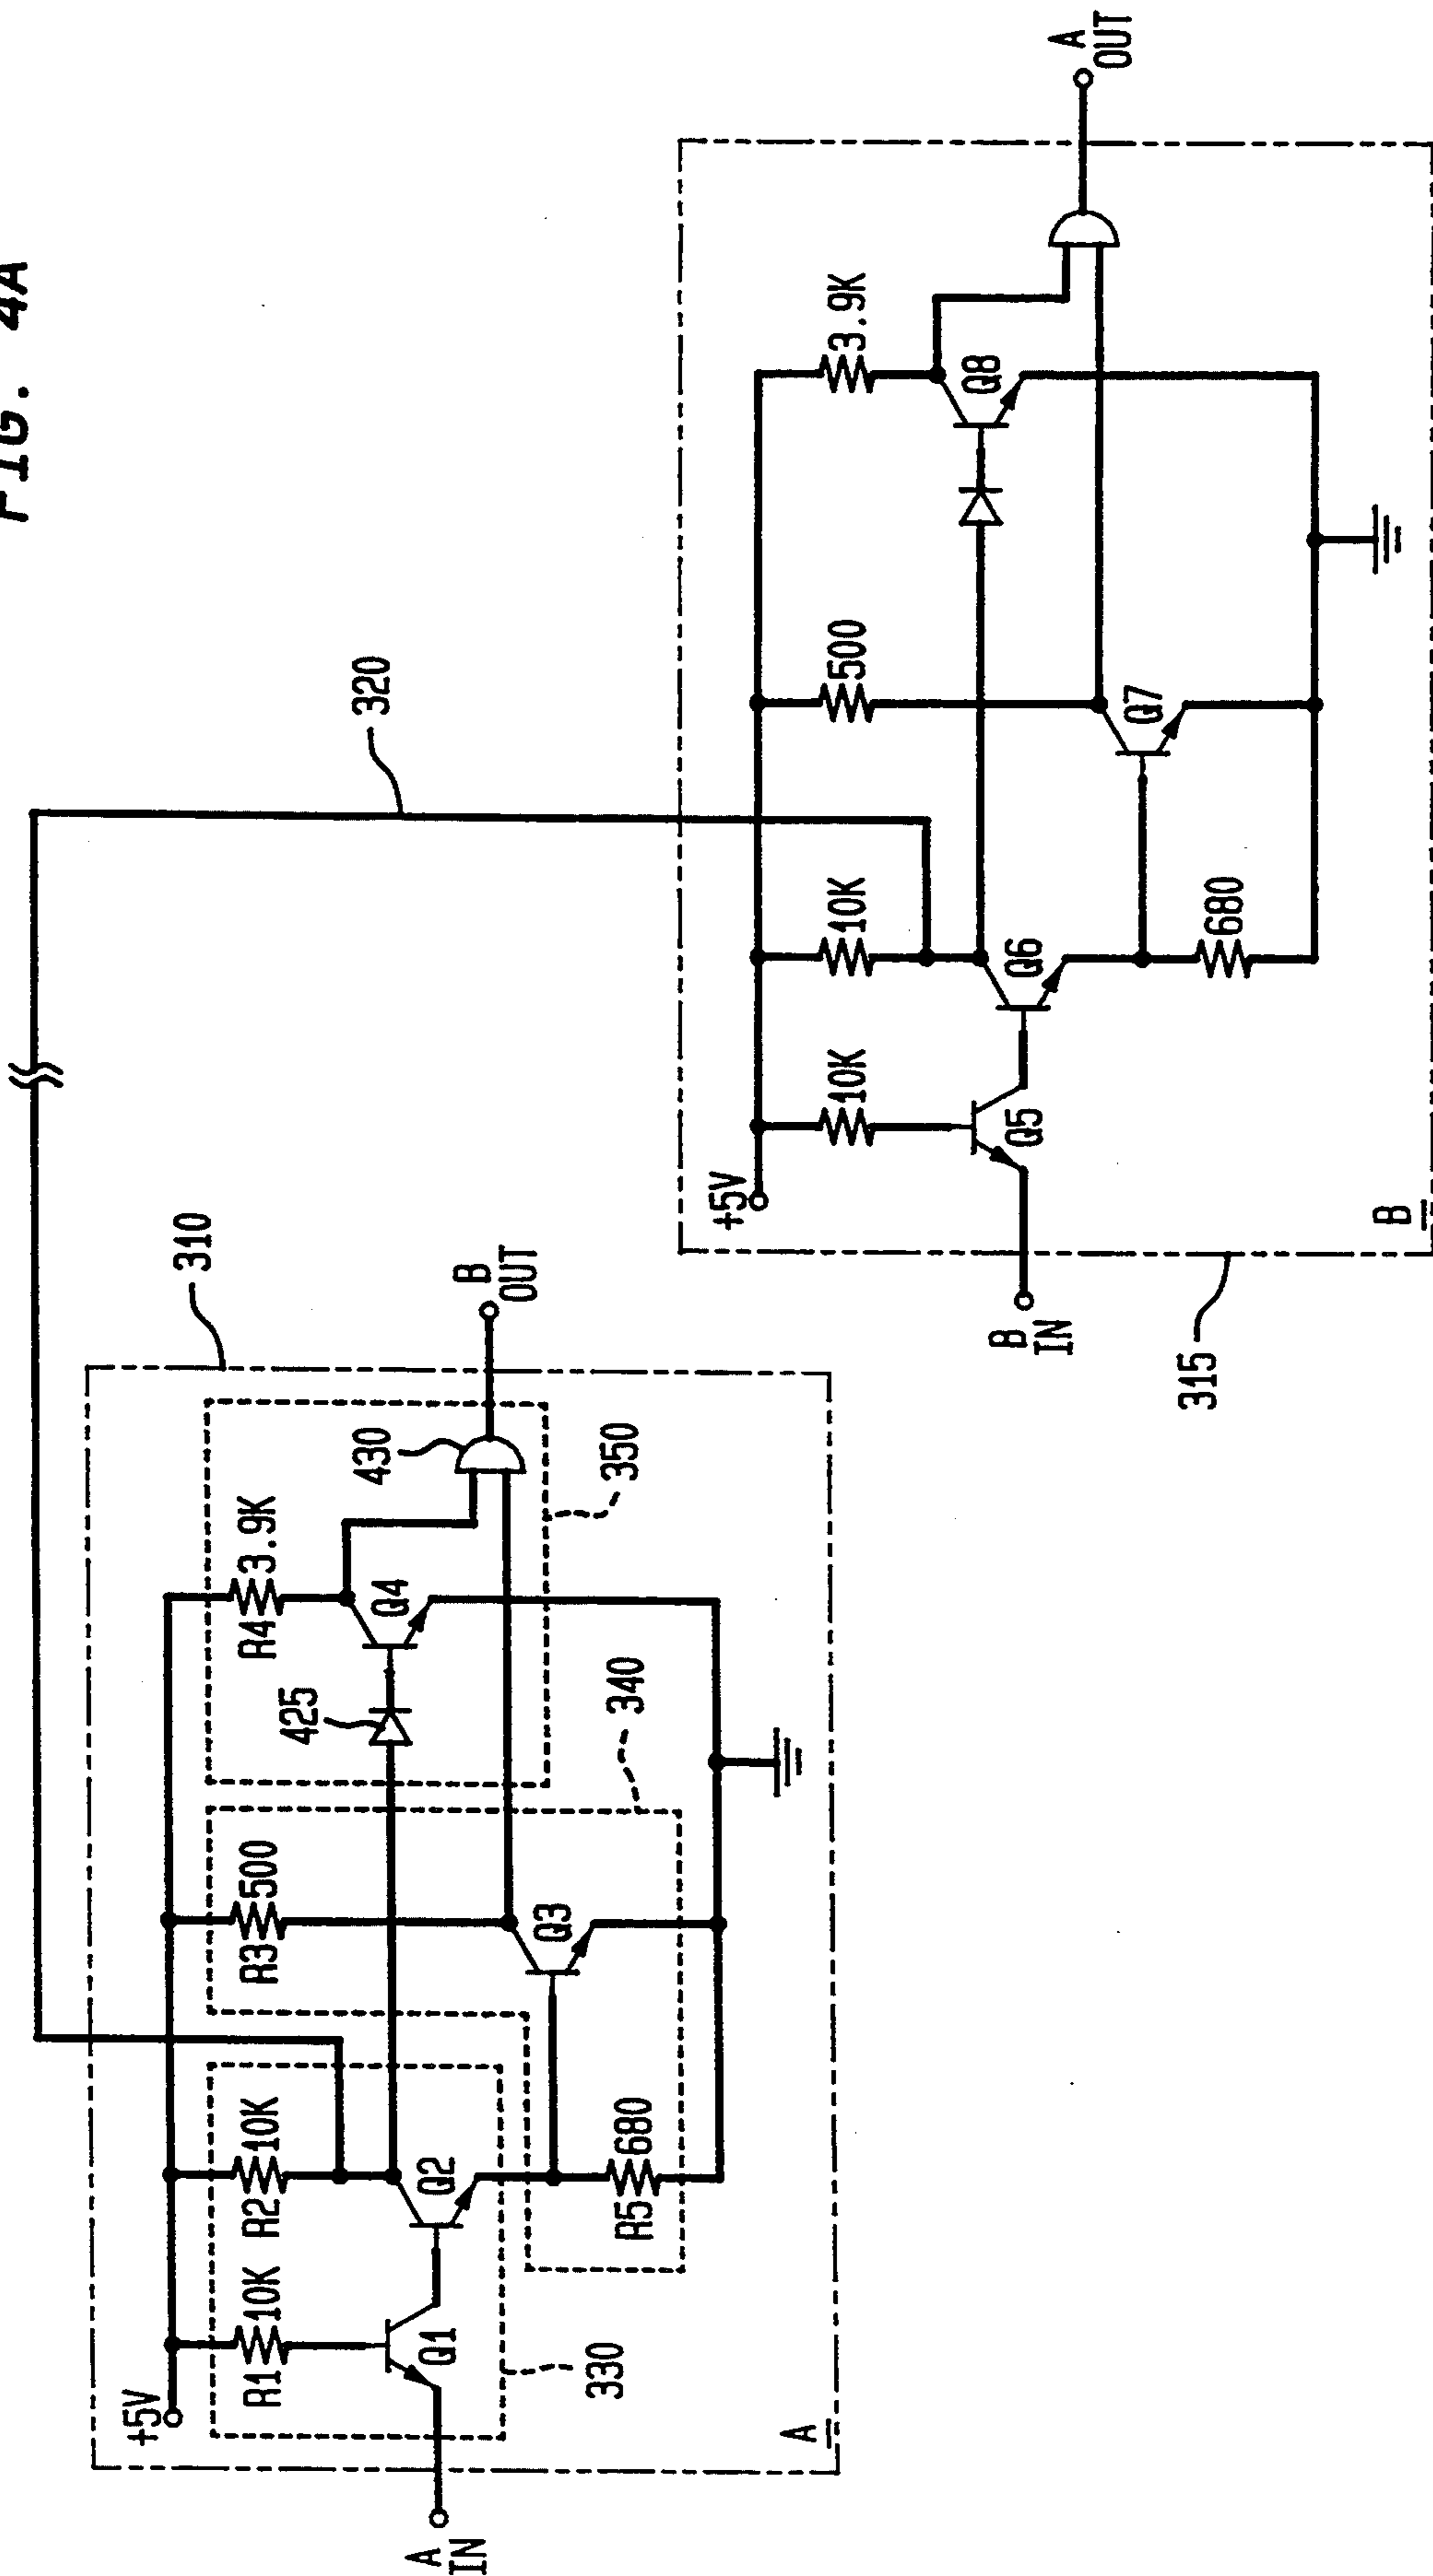 FIG. 4A
320
310
+5V
R1 10K
R2 10K
R3 500
R4 3.9K
425
430
Q1
Q2
Q3
Q4
R5 680
330
340
350
A
IN
B
OUT
A
+5V
10K
10K
500
3.9K
Q5
Q6
Q7
Q8
680
B
IN
A
OUT
315
B